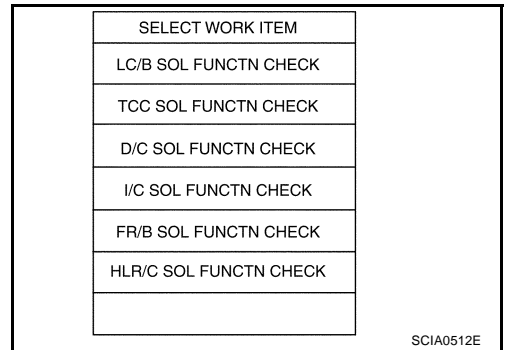 SELECT WORK ITEM
LC/B SOL FUNCTN CHECK
TCC SOL FUNCTN CHECK
D/C SOL FUNCTN CHECK
I/C SOL FUNCTN CHECK
FR/B SOL FUNCTN CHECK
HLR/C SOL FUNCTN CHECK
SCIA0512E